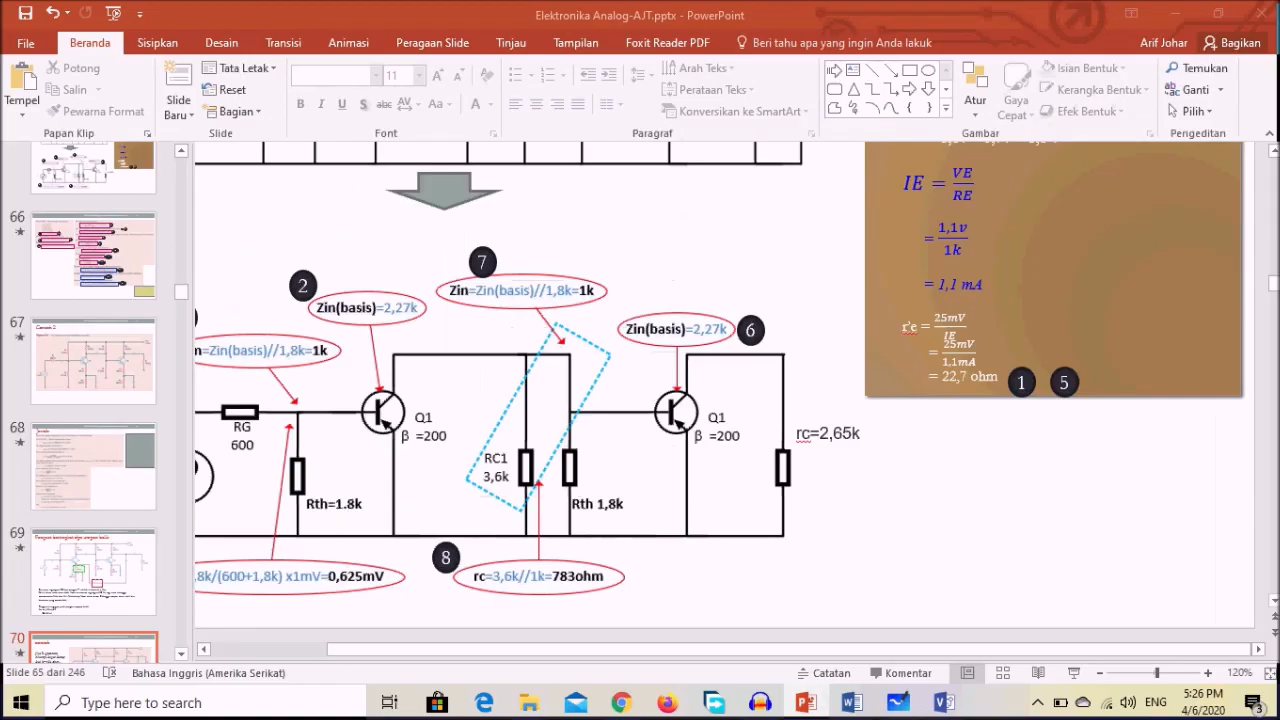 Elektronika Analog-AJT.pptx - PowerPoint
File Beranda Sisipkan Desain Transisi Animasi Peragaan Slide Tinjau Tampilan Foxit Reader PDF Beri tahu apa yang ingin Anda lakuk Arif Johar Bagikan
Tempel
Potong
Salin
Pewarna Format
Papan Klip
Slide Baru
Tata Letak
Reset
Bagian
Slide
11
B I U S abc AV Aa A
Font
Arah Teks
Perataan Teks
Konversikan ke SmartArt
Paragraf
Atur
Gaya Cepat
Isian Bentuk
Kerangka Bentuk
Efek Bentuk
Gambar
Temukan
Ganti
Pilih
Pengeditan
66
67
68
69
70
IE = VE
RE
= 1,1v
1k
= 1,1 mA
r'e = 25mV
IE
= 25mV
1,1mA
= 22,7 ohm
1 5
7
Zin=Zin(basis)//1,8k=1k
2
Zin(basis)=2,27k
Zin(basis)=2,27k
6
n=Zin(basis)//1,8k=1k
Q1
β =200
Q1
β =200
RG
600
RC1
3,6k
rc=2,65k
Rth=1.8k
Rth 1,8k
8
,8k/(600+1,8k) x1mV=0,625mV
rc=3,6k//1k=783ohm
Slide 65 dari 246 Bahasa Inggris (Amerika Serikat) Catatan Komentar 120%
Type here to search
ENG
5:26 PM
4/6/2020
3